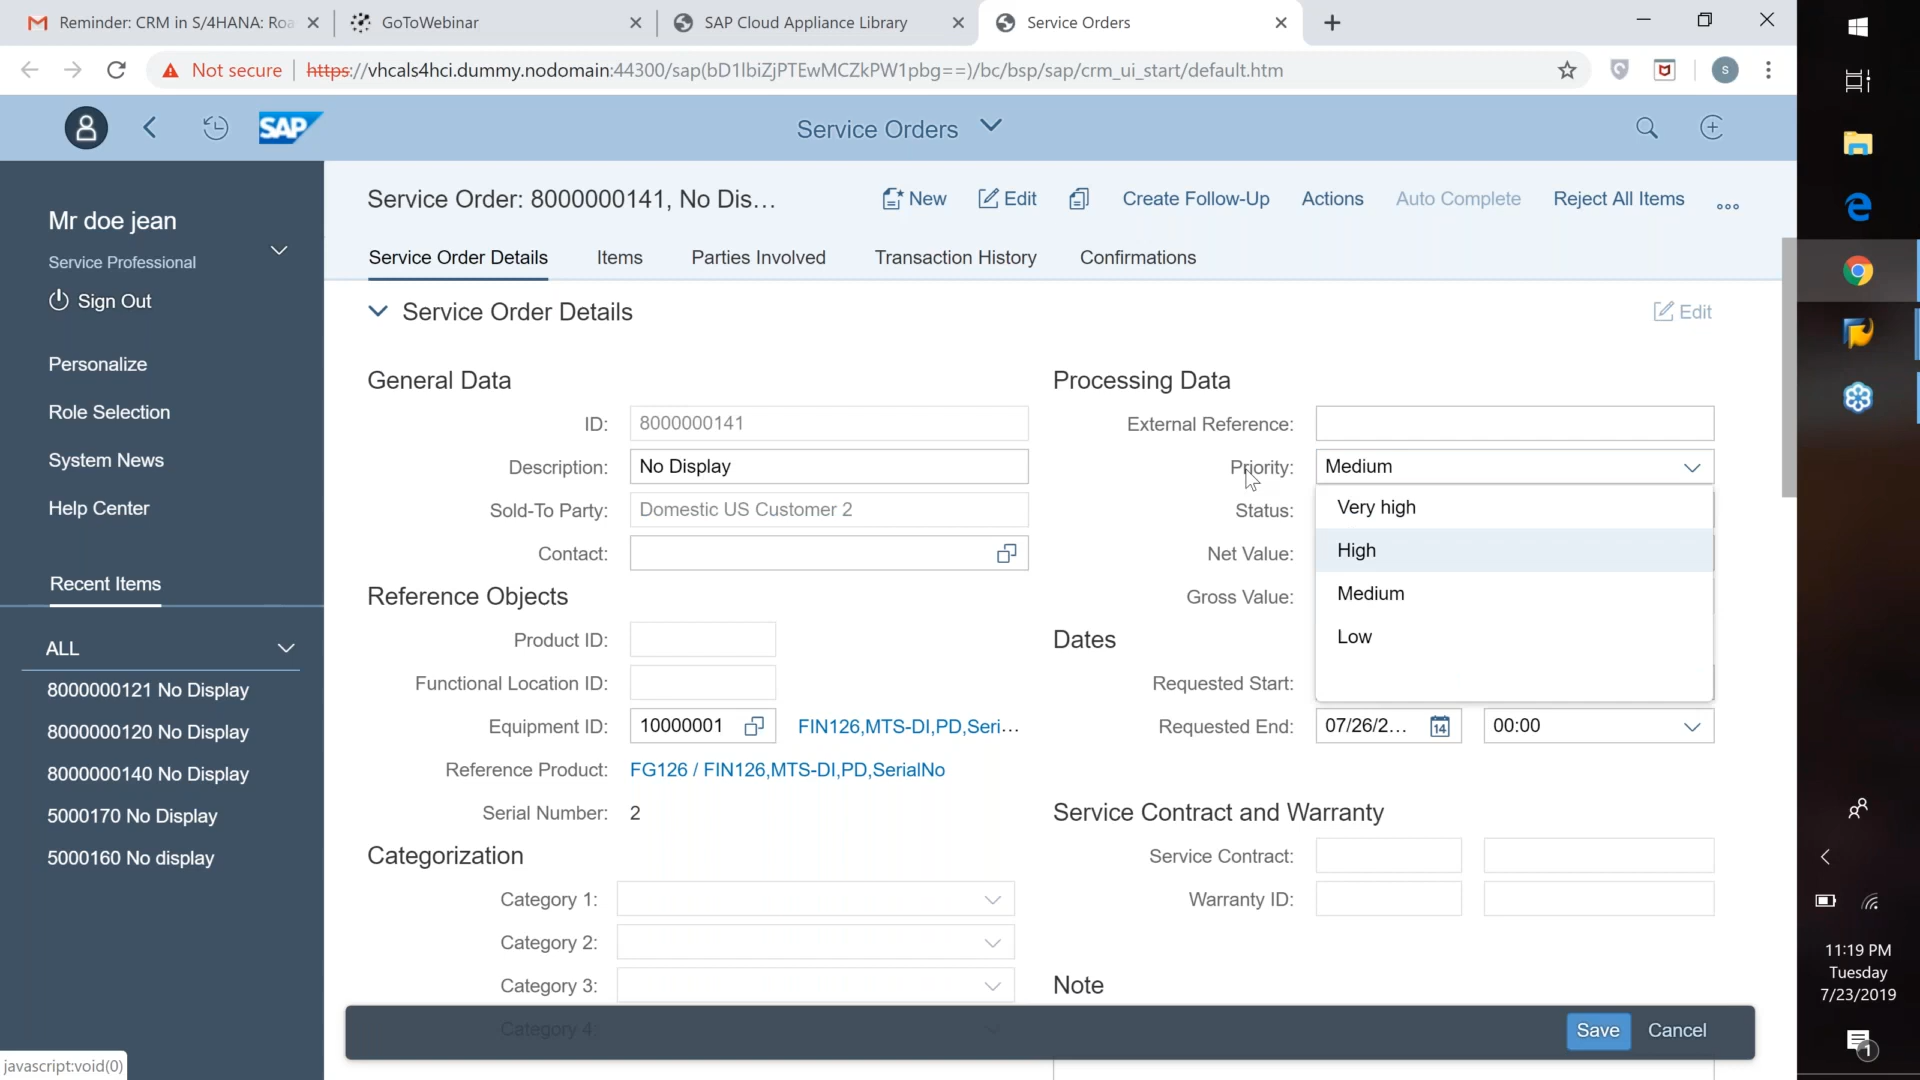 Reminder: CRM in S/4HANA: Roa
GoToWebinar
SAP Cloud Appliance Library
Service Orders
Not secure
https://vhcals4hci.dummy.nodomain:44300/sap(bD1lbiZjPTEwMCZkPW1pbg==)/bc/bsp/sap/crm_ui_start/default.htm
s
SAP
Service Orders
Mr doe jean
Service Professional
Sign Out
Personalize
Role Selection
System News
Help Center
Recent Items
ALL
8000000121 No Display
8000000120 No Display
8000000140 No Display
5000170 No Display
5000160 No display
Service Order: 8000000141, No Dis...
New
Edit
Create Follow-Up
Actions
Auto Complete
Reject All Items
Service Order Details
Items
Parties Involved
Transaction History
Confirmations
Service Order Details
Edit
General Data
ID: 8000000141
Description: No Display
Sold-To Party: Domestic US Customer 2
Contact:
Reference Objects
Product ID:
Functional Location ID:
Equipment ID: 10000001 FIN126,MTS-DI,PD,Seri...
Reference Product: FG126 / FIN126,MTS-DI,PD,SerialNo
Serial Number: 2
Categorization
Category 1:
Category 2:
Category 3:
Category 4:
Processing Data
External Reference:
Priority: Medium
Very high
High
Medium
Low
Status:
Net Value:
Gross Value:
Dates
Requested Start:
Requested End: 07/26/2... 14 00:00
Service Contract and Warranty
Service Contract:
Warranty ID:
Note
Save
Cancel
javascript:void(0)
11:19 PM
Tuesday
7/23/2019
1